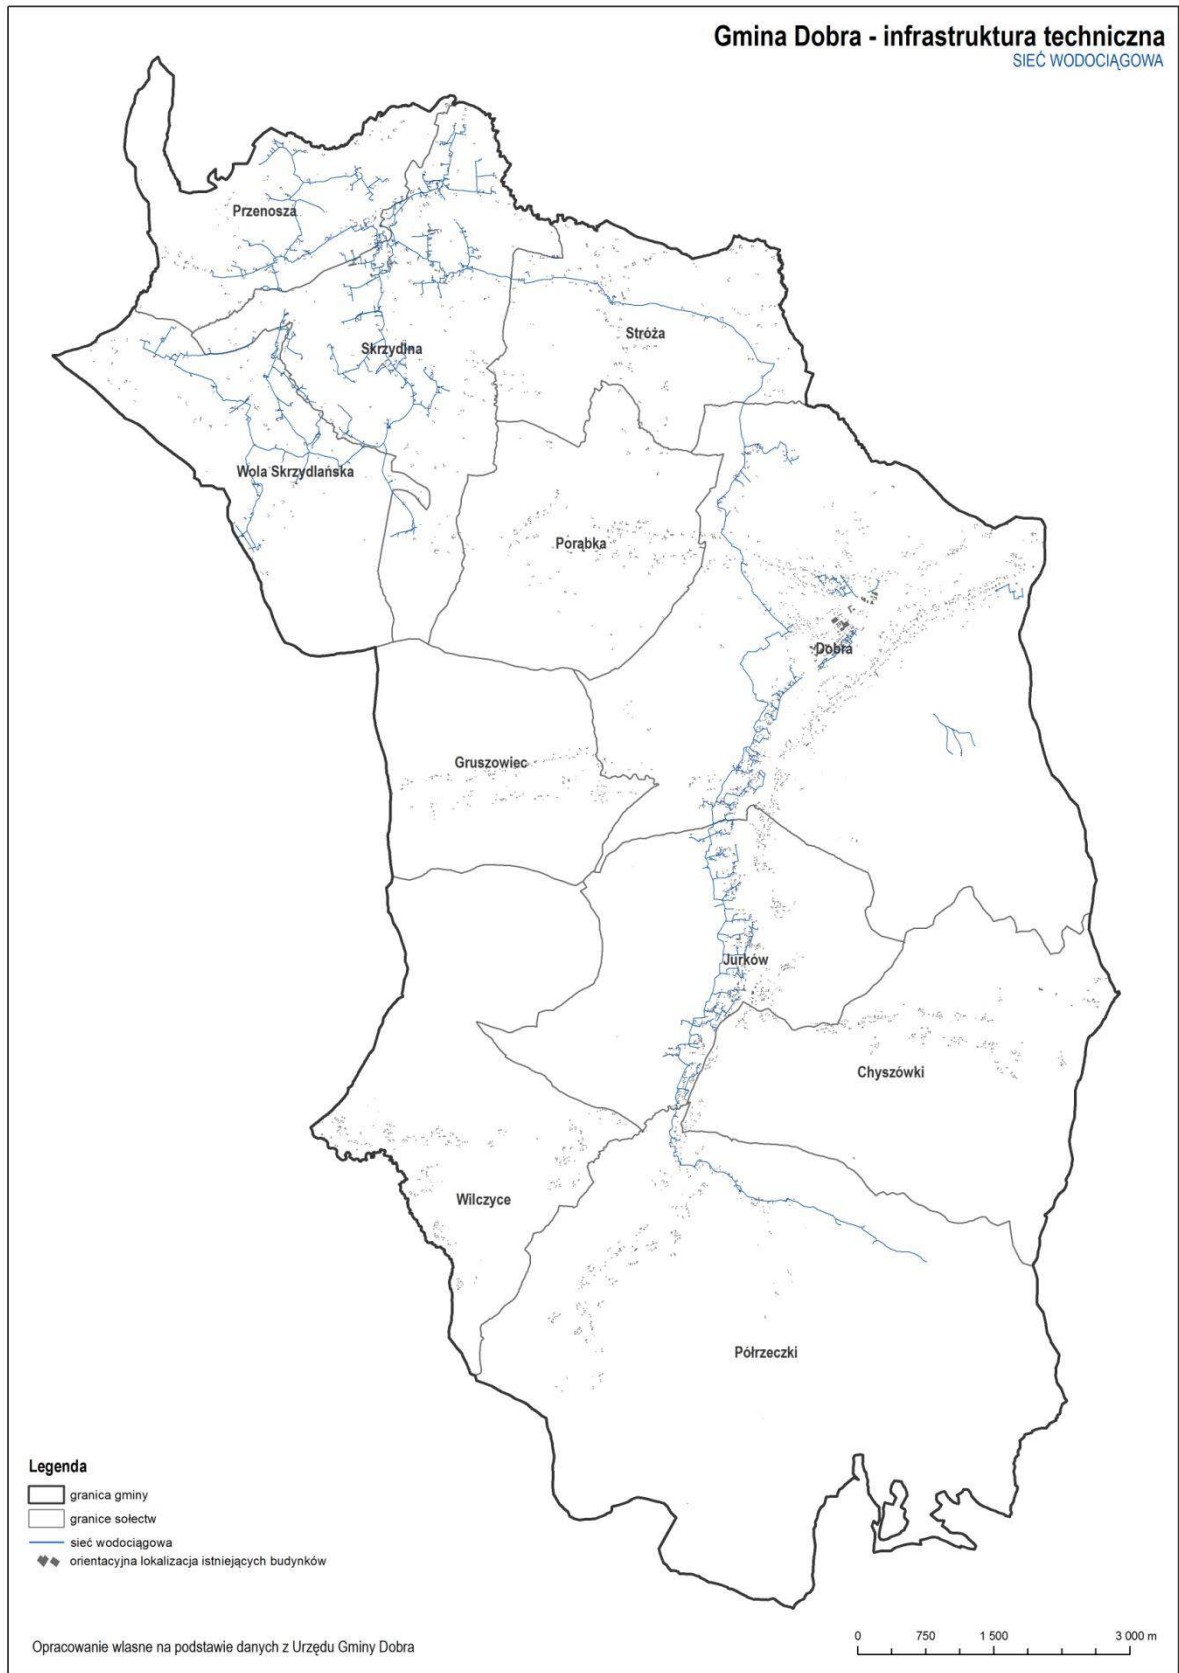 Gmina Dobra - infrastruktura techniczna
SIEĆ WODOCIĄGOWA
Przenosza
Stróża
Skrzydlna
Wola Skrzydlańska
Porąbka
Dobra
Gruszowiec
Jurków
Chyszówki
Wilczyce
Półrzeczki
Legenda
granica gminy
granice sołectw
sieć wodociągowa
orientacyjna lokalizacja istniejących budynków
Opracowanie wlasne na podstawie danych z Urzędu Gminy Dobra
0 750 1 500 3 000 m